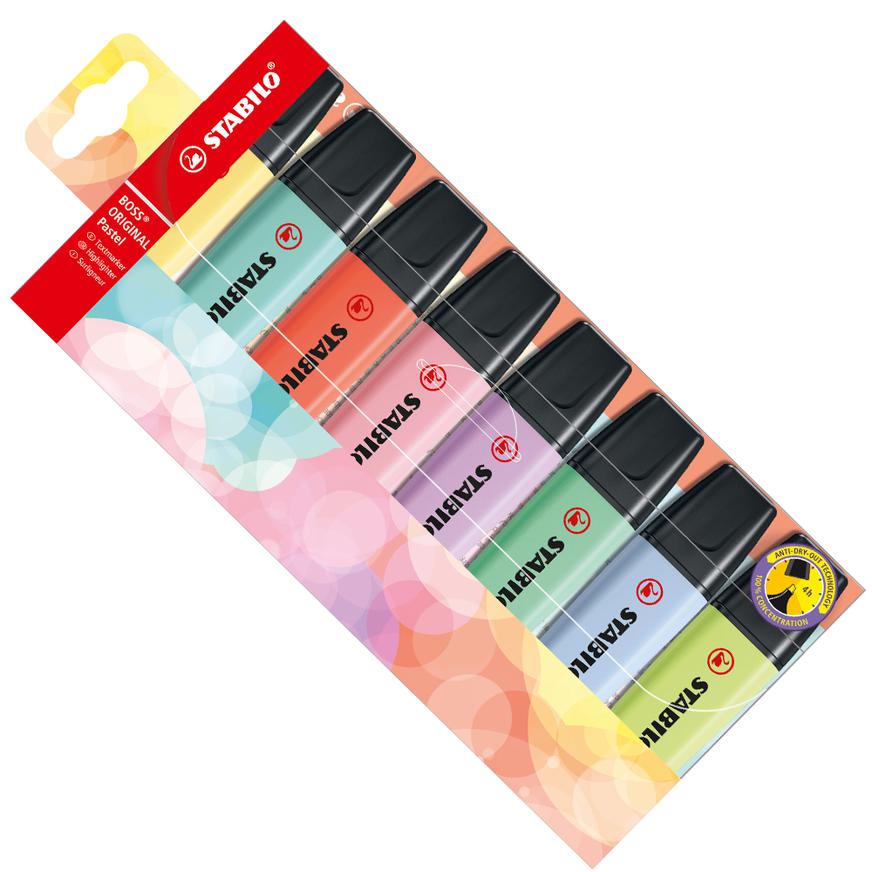 STABILO®
BOSS®
ORIGINAL
Pastel
D Textmarker
GB Highlighter
F Surligneur
STABILO
STABILO
STABILO
STABILO
STABILO
STABILO
STABILO
ANTI-DRY-OUT TECHNOLOGY
4h
100% CONCENTRATION